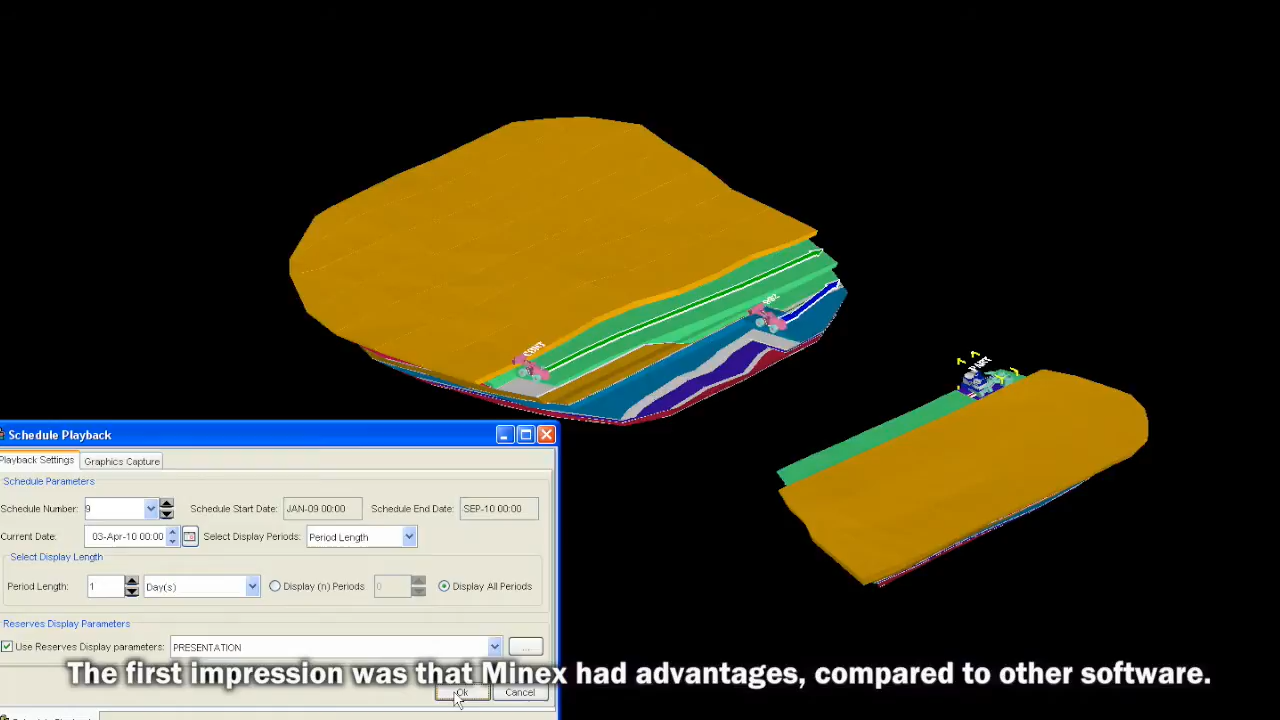 Schedule Playback
Playback Settings Graphics Capture
Schedule Parameters
Schedule Number: 9 Schedule Start Date: JAN-09 00:00 Schedule End Date: SEP-10 00:00
Current Date: 03-Apr-10 00:00 Select Display Periods: Period Length
Select Display Length
Period Length: 1 Day(s) Display (n) Periods 0 Display All Periods
Reserves Display Parameters
Use Reserves Display parameters: PRESENTATION ...
The first impression was that Minex had advantages, compared to other software.
Ok Cancel